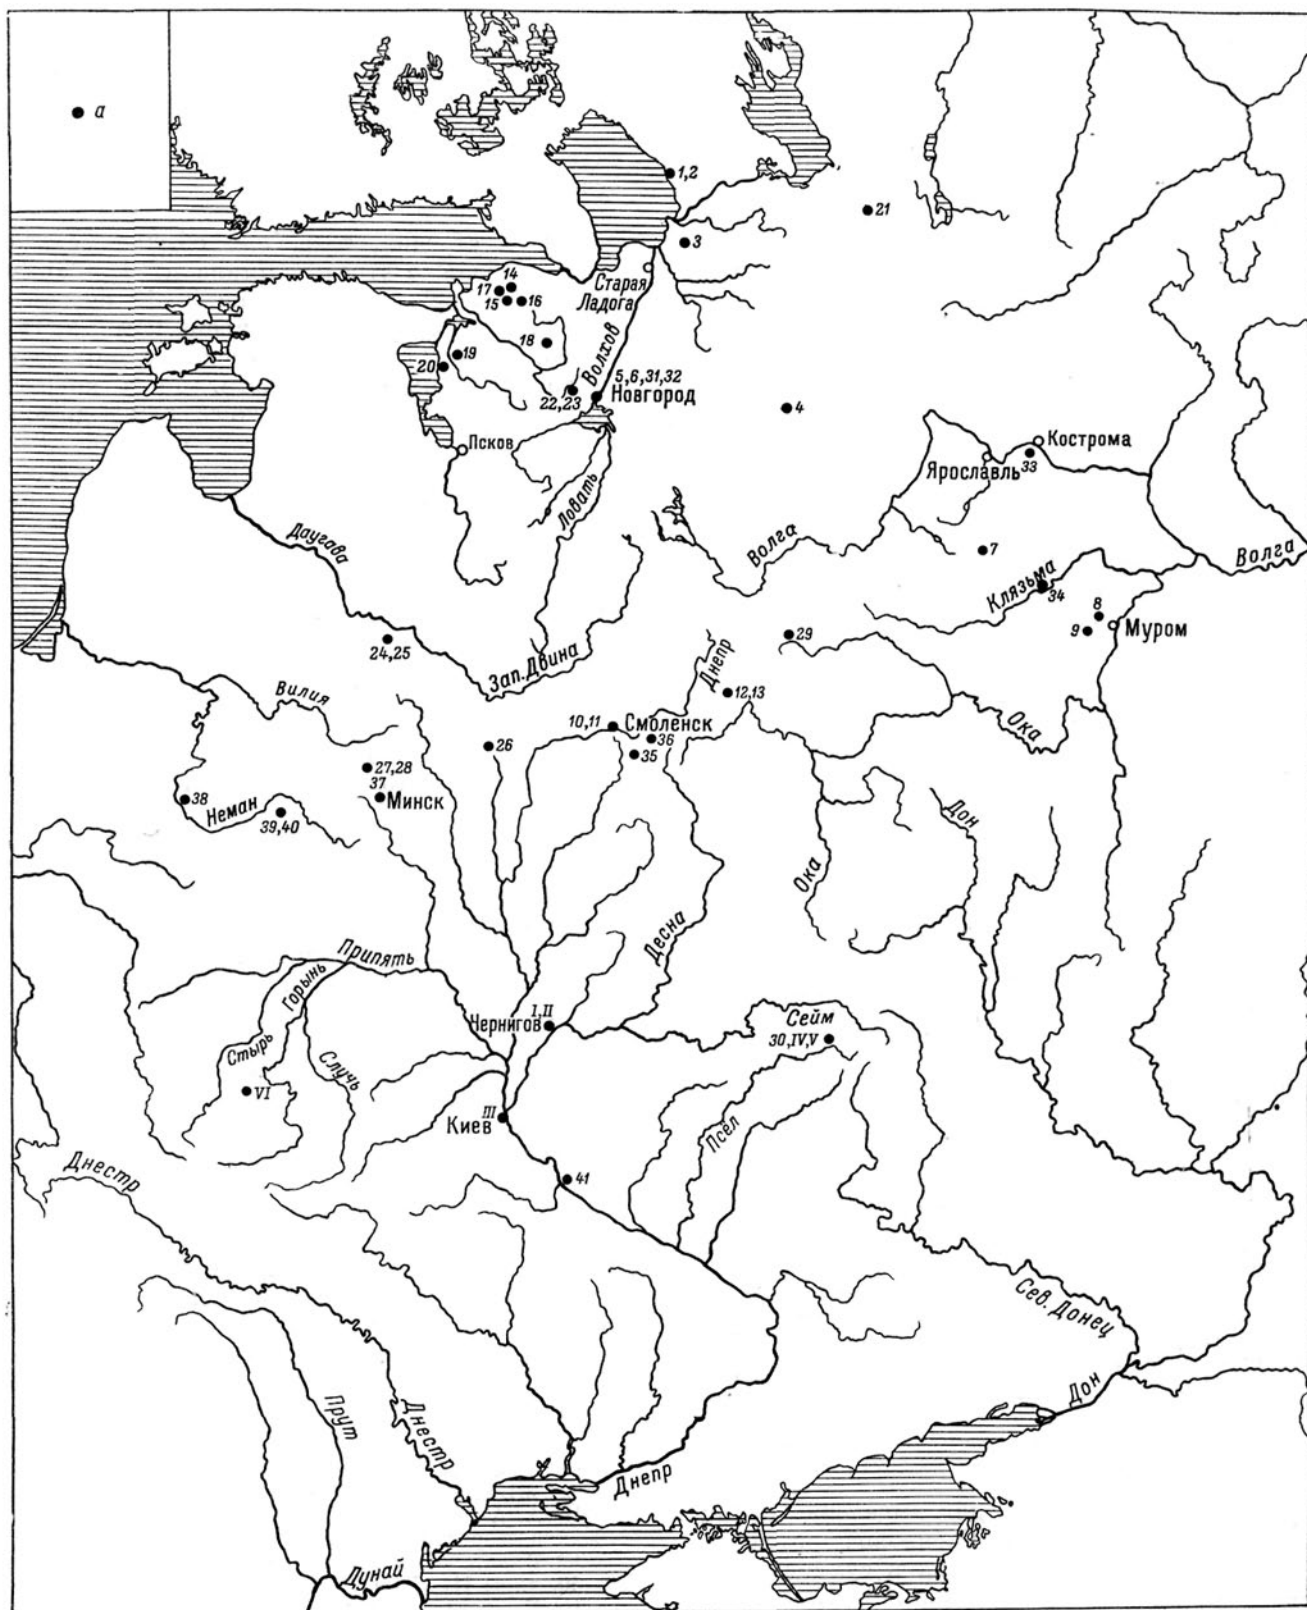 а
1,2
21
3
Старая
Ладога
14
17
15
16
18
19
20
Волхов
5,6,31,32
Новгород
22,23
4
Псков
Кострома
33
Ярославль
Ловать
Даугава
Волга
7
Волга
Клязьма
34
8
9
Муром
24,25
29
Зап. Двина
Днепр
Вилия
12,13
10,11
Смоленск
36
35
Ока
26
27,28
37
Минск
38
Неман
39,40
Дон
Ока
Десна
Припять
Горынь
Чернигов
I,II
Сейм
30,IV,V
Стырь
Случь
VI
III
Киев
Псёл
41
Днестр
Сев. Донец
Дон
Прут
Днестр
Днепр
Дунай